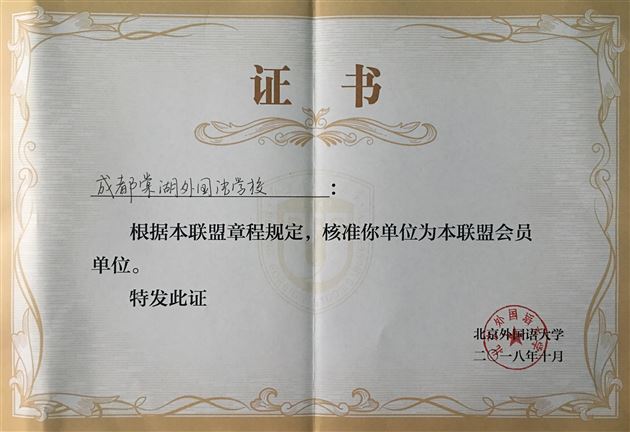 证书
成都棠湖外国语学校：
根据本联盟章程规定，核准你单位为本联盟会员
单位。
特发此证
北京外国语大学
二〇一八年十月